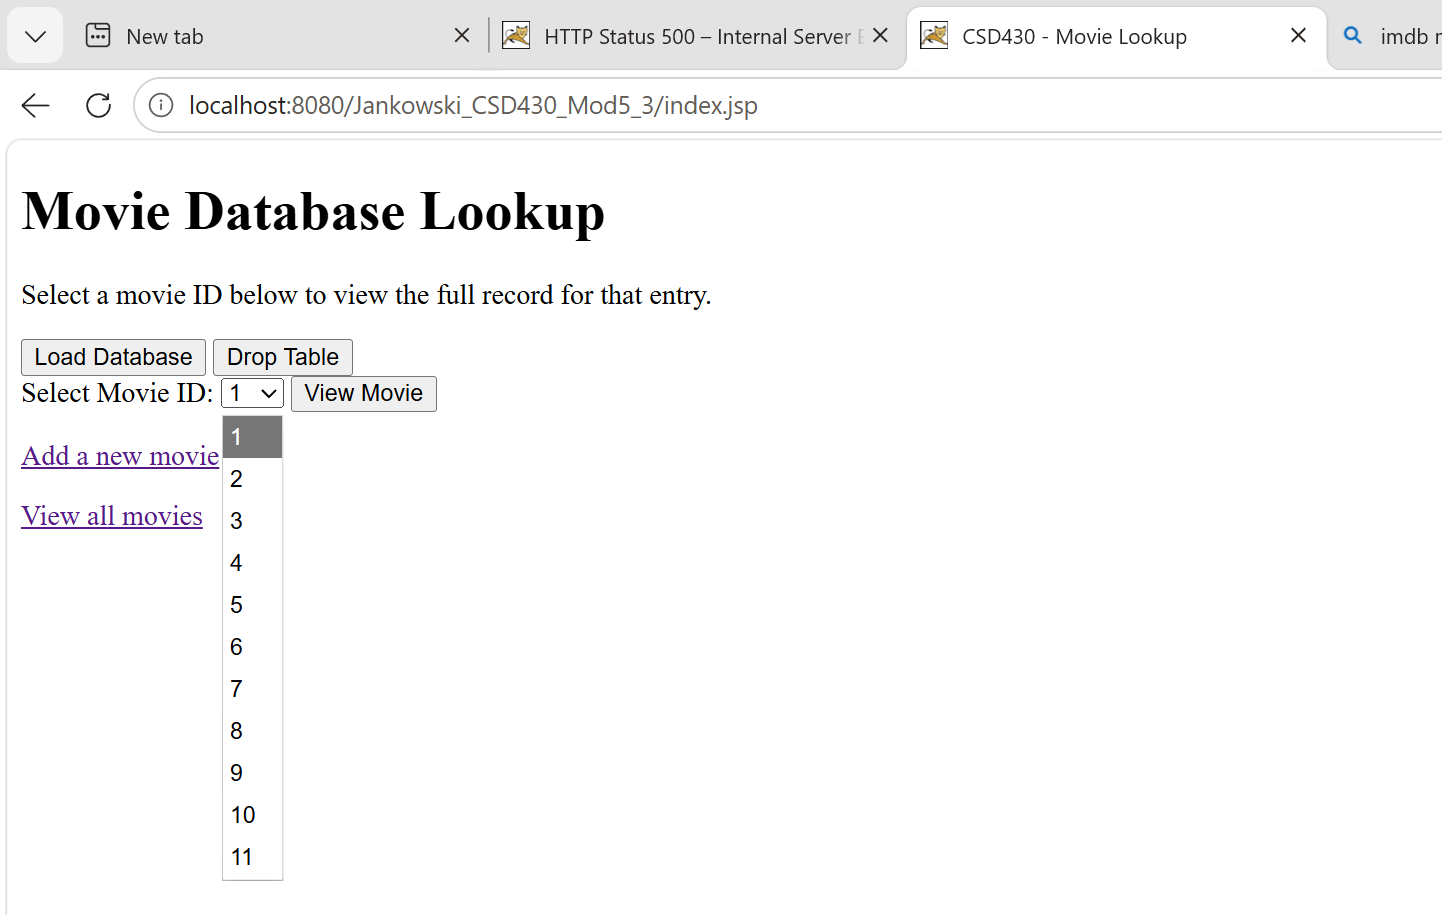 New tab
HTTP Status 500 – Internal Server
CSD430 - Movie Lookup
imdb
localhost:8080/Jankowski_CSD430_Mod5_3/index.jsp
Movie Database Lookup
Select a movie ID below to view the full record for that entry.
Load Database Drop Table
Select Movie ID: 1 View Movie
1
2
3
4
5
6
7
8
9
10
11
Add a new movie
View all movies